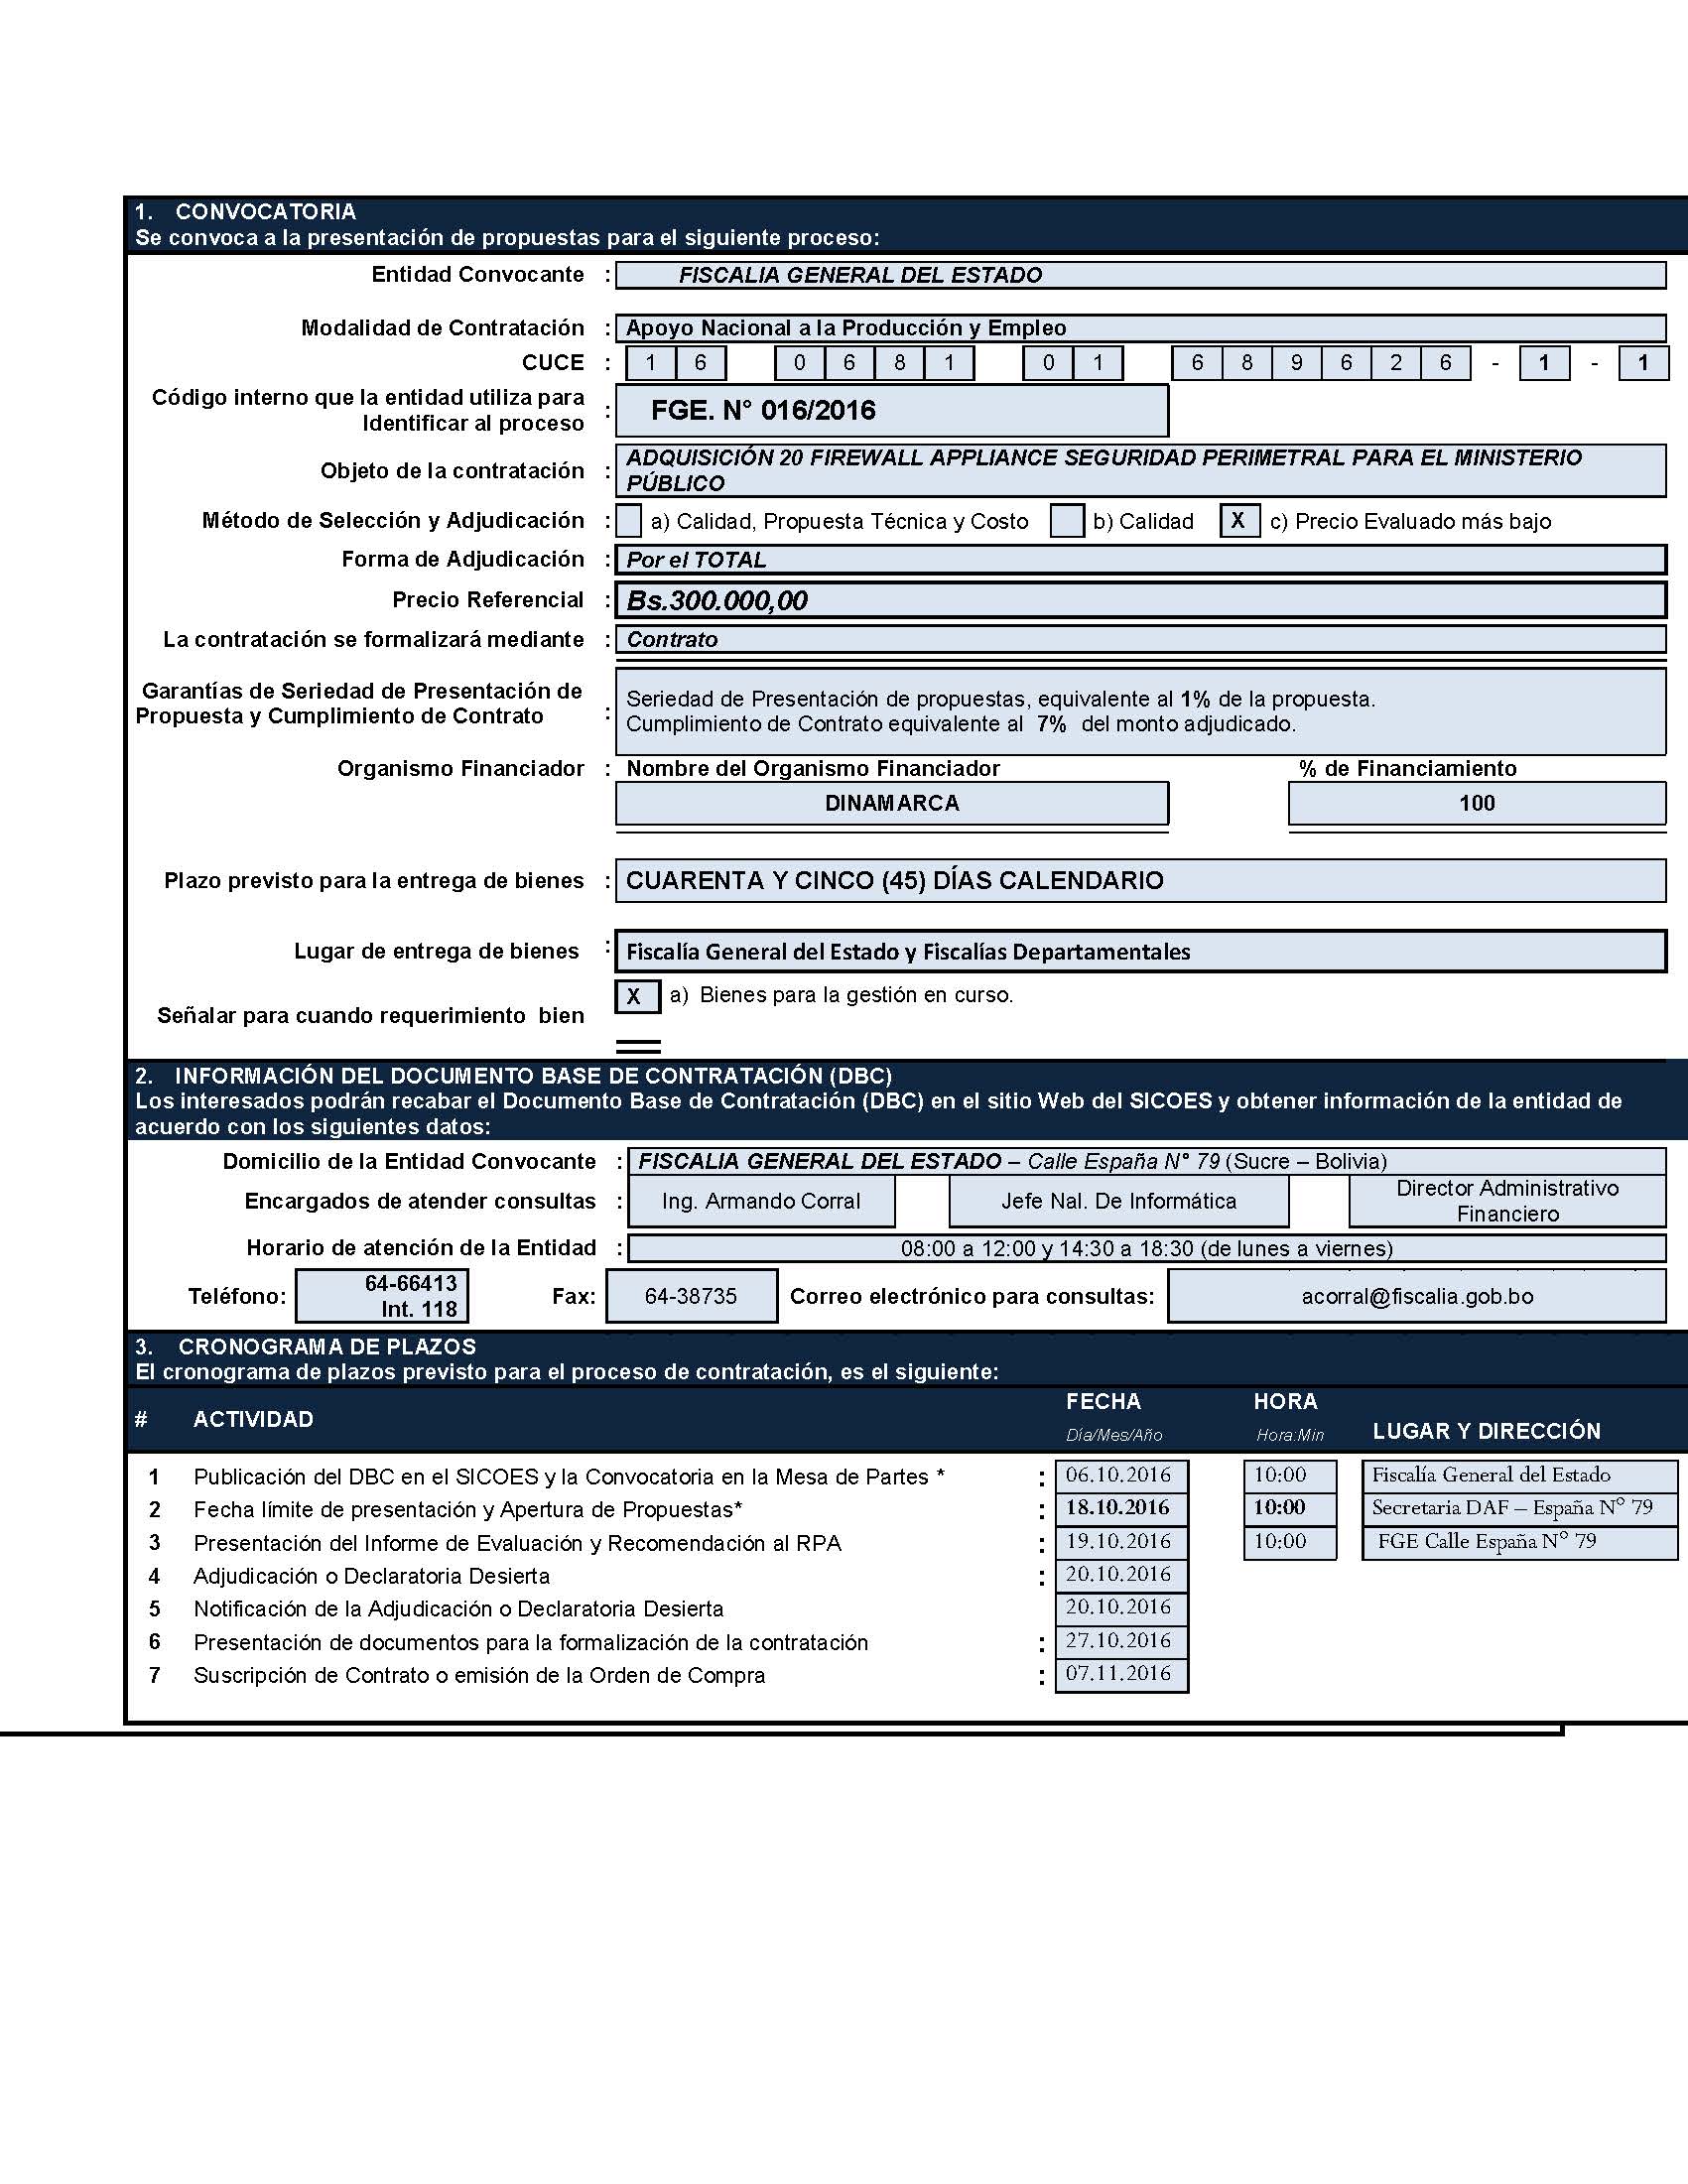 1. CONVOCATORIA
Se convoca a la presentación de propuestas para el siguiente proceso:
Entidad Convocante : FISCALIA GENERAL DEL ESTADO
Modalidad de Contratación : Apoyo Nacional a la Producción y Empleo
CUCE : 1 6 0 6 8 1 0 1 6 8 9 6 2 6 - 1 - 1
Código interno que la entidad utiliza para
Identificar al proceso : FGE. N° 016/2016
Objeto de la contratación : ADQUISICIÓN 20 FIREWALL APPLIANCE SEGURIDAD PERIMETRAL PARA EL MINISTERIO
PÚBLICO
Método de Selección y Adjudicación : a) Calidad, Propuesta Técnica y Costo b) Calidad X c) Precio Evaluado más bajo
Forma de Adjudicación : Por el TOTAL
Precio Referencial : Bs.300.000,00
La contratación se formalizará mediante : Contrato
Garantías de Seriedad de Presentación de
Propuesta y Cumplimiento de Contrato :
Seriedad de Presentación de propuestas, equivalente al 1% de la propuesta.
Cumplimiento de Contrato equivalente al 7% del monto adjudicado.
Organismo Financiador : Nombre del Organismo Financiador % de Financiamiento
DINAMARCA 100
Plazo previsto para la entrega de bienes : CUARENTA Y CINCO (45) DÍAS CALENDARIO
Lugar de entrega de bienes : Fiscalía General del Estado y Fiscalías Departamentales
X a) Bienes para la gestión en curso.
Señalar para cuando requerimiento bien
2. INFORMACIÓN DEL DOCUMENTO BASE DE CONTRATACIÓN (DBC)
Los interesados podrán recabar el Documento Base de Contratación (DBC) en el sitio Web del SICOES y obtener información de la entidad de
acuerdo con los siguientes datos:
Domicilio de la Entidad Convocante : FISCALIA GENERAL DEL ESTADO – Calle España N° 79 (Sucre – Bolivia)
Encargados de atender consultas : Ing. Armando Corral Jefe Nal. De Informática Director Administrativo
Financiero
Horario de atención de la Entidad : 08:00 a 12:00 y 14:30 a 18:30 (de lunes a viernes)
Teléfono: 64-66413
Int. 118
Fax: 64-38735 Correo electrónico para consultas: acorral@fiscalia.gob.bo
3. CRONOGRAMA DE PLAZOS
El cronograma de plazos previsto para el proceso de contratación, es el siguiente:
# ACTIVIDAD FECHA HORA LUGAR Y DIRECCIÓN
Día/Mes/Año Hora:Min
1 Publicación del DBC en el SICOES y la Convocatoria en la Mesa de Partes * : 06.10.2016 10:00 Fiscalía General del Estado
2 Fecha límite de presentación y Apertura de Propuestas* : 18.10.2016 10:00 Secretaria DAF – España N° 79
3 Presentación del Informe de Evaluación y Recomendación al RPA : 19.10.2016 10:00 FGE Calle España N° 79
4 Adjudicación o Declaratoria Desierta : 20.10.2016
5 Notificación de la Adjudicación o Declaratoria Desierta 20.10.2016
6 Presentación de documentos para la formalización de la contratación : 27.10.2016
7 Suscripción de Contrato o emisión de la Orden de Compra : 07.11.2016